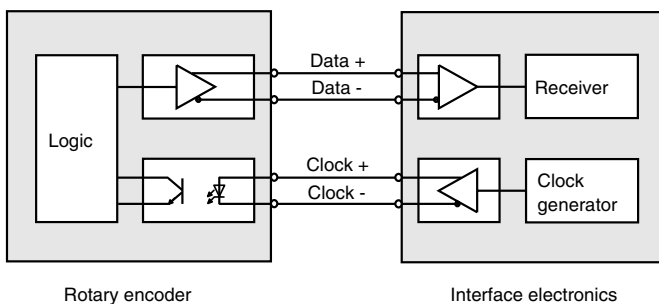 Data +
Data -
Receiver
Logic
Clock +
Clock -
Clock
generator
Rotary encoder
Interface electronics